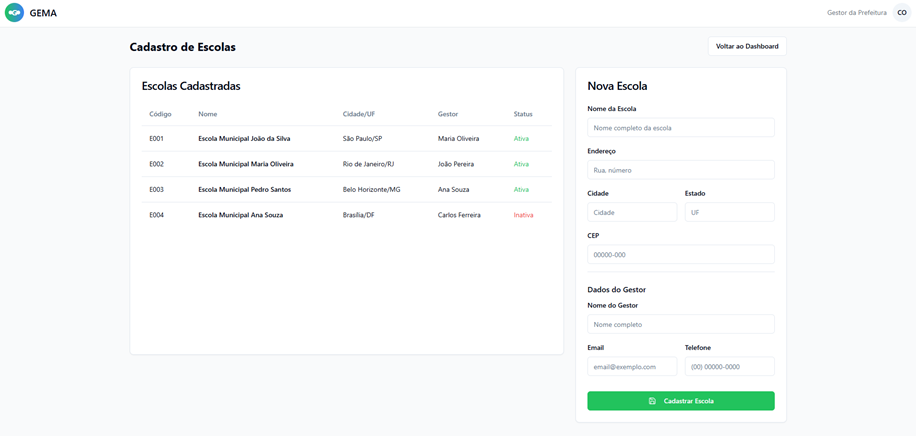 GEMA
Gestor da Prefeitura CO
Cadastro de Escolas
Voltar ao Dashboard
Escolas Cadastradas
Código Nome Cidade/UF Gestor Status
E001 Escola Municipal João da Silva São Paulo/SP Maria Oliveira Ativa
E002 Escola Municipal Maria Oliveira Rio de Janeiro/RJ João Pereira Ativa
E003 Escola Municipal Pedro Santos Belo Horizonte/MG Ana Souza Ativa
E004 Escola Municipal Ana Souza Brasília/DF Carlos Ferreira Inativa
Nova Escola
Nome da Escola
Nome completo da escola
Endereço
Rua, número
Cidade Estado
Cidade UF
CEP
00000-000
Dados do Gestor
Nome do Gestor
Nome completo
Email Telefone
email@exemplo.com (00) 00000-0000
Cadastrar Escola